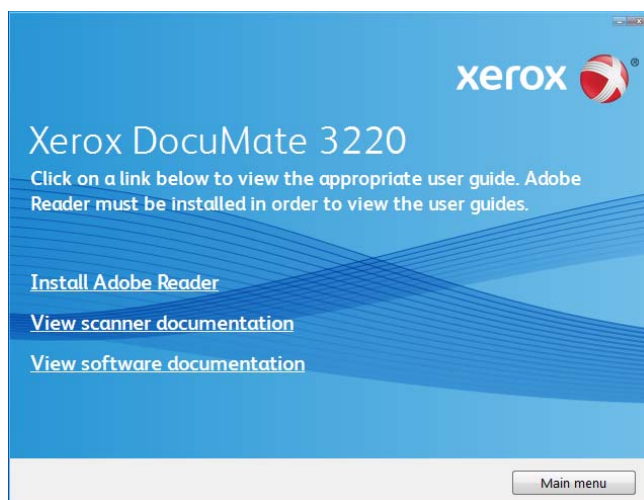 xerox ®
Xerox DocuMate 3220
Click on a link below to view the appropriate user guide. Adobe
Reader must be installed in order to view the user guides.
Install Adobe Reader
View scanner documentation
View software documentation
Main menu